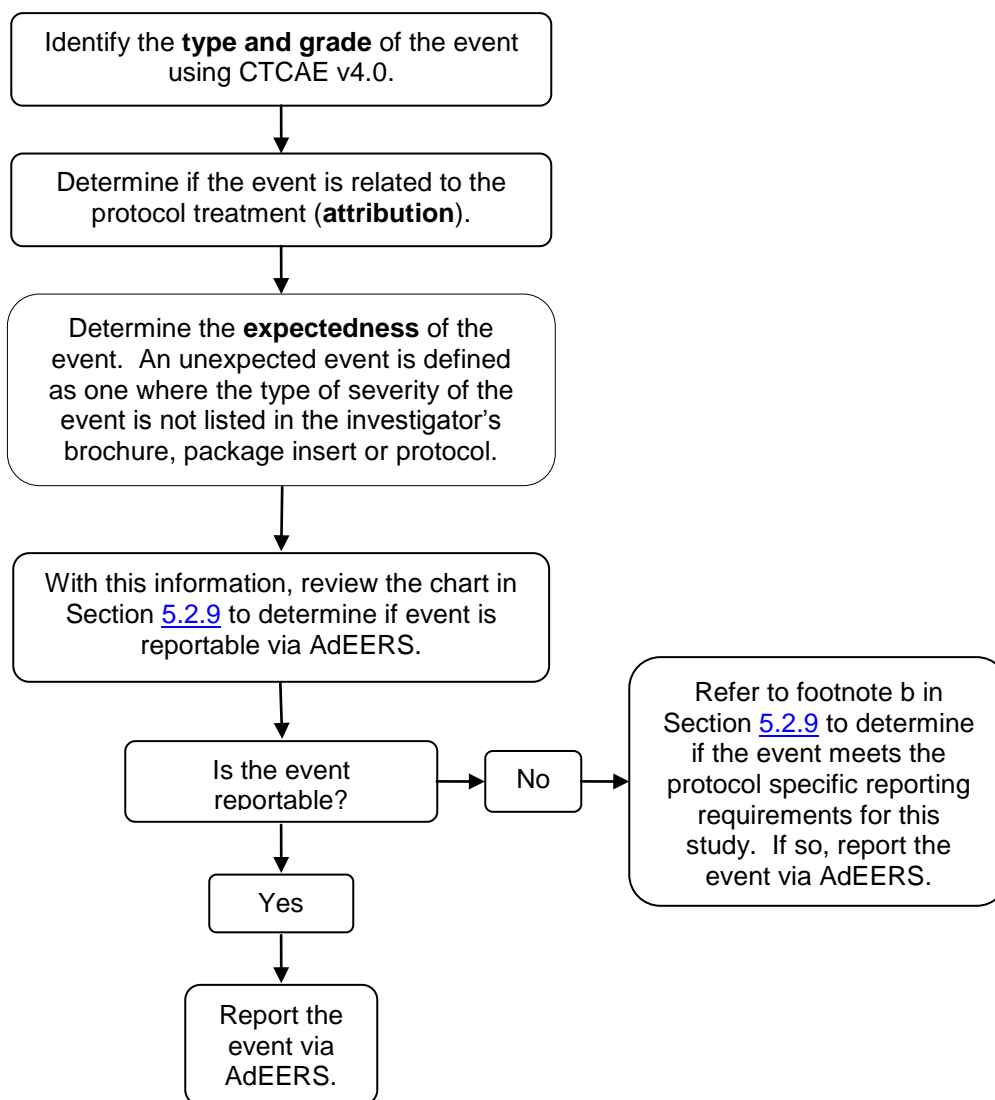 Identify the type and grade of the event
using CTCAE v4.0.
Determine if the event is related to the
protocol treatment (attribution).
Determine the expectedness of the
event. An unexpected event is defined
as one where the type of severity of the
event is not listed in the investigator's
brochure, package insert or protocol.
With this information, review the chart in
Section 5.2.9 to determine if event is
reportable via AdEERS.
Is the event
reportable?
No
Refer to footnote b in
Section 5.2.9 to determine
if the event meets the
protocol specific reporting
requirements for this
study. If so, report the
event via AdEERS.
Yes
Report the
event via
AdEERS.